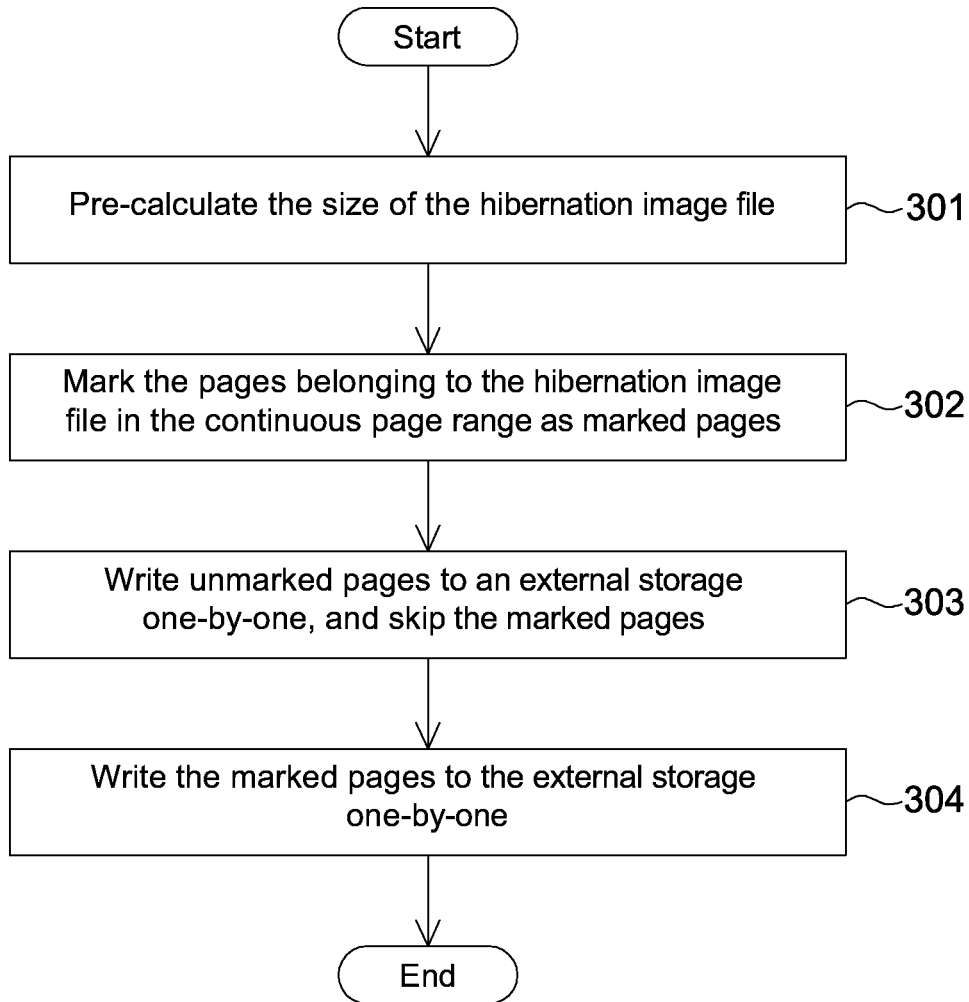 Start
Pre-calculate the size of the hibernation image file
301
Mark the pages belonging to the hibernation image
file in the continuous page range as marked pages
302
Write unmarked pages to an external storage
one-by-one, and skip the marked pages
303
Write the marked pages to the external storage
one-by-one
304
End